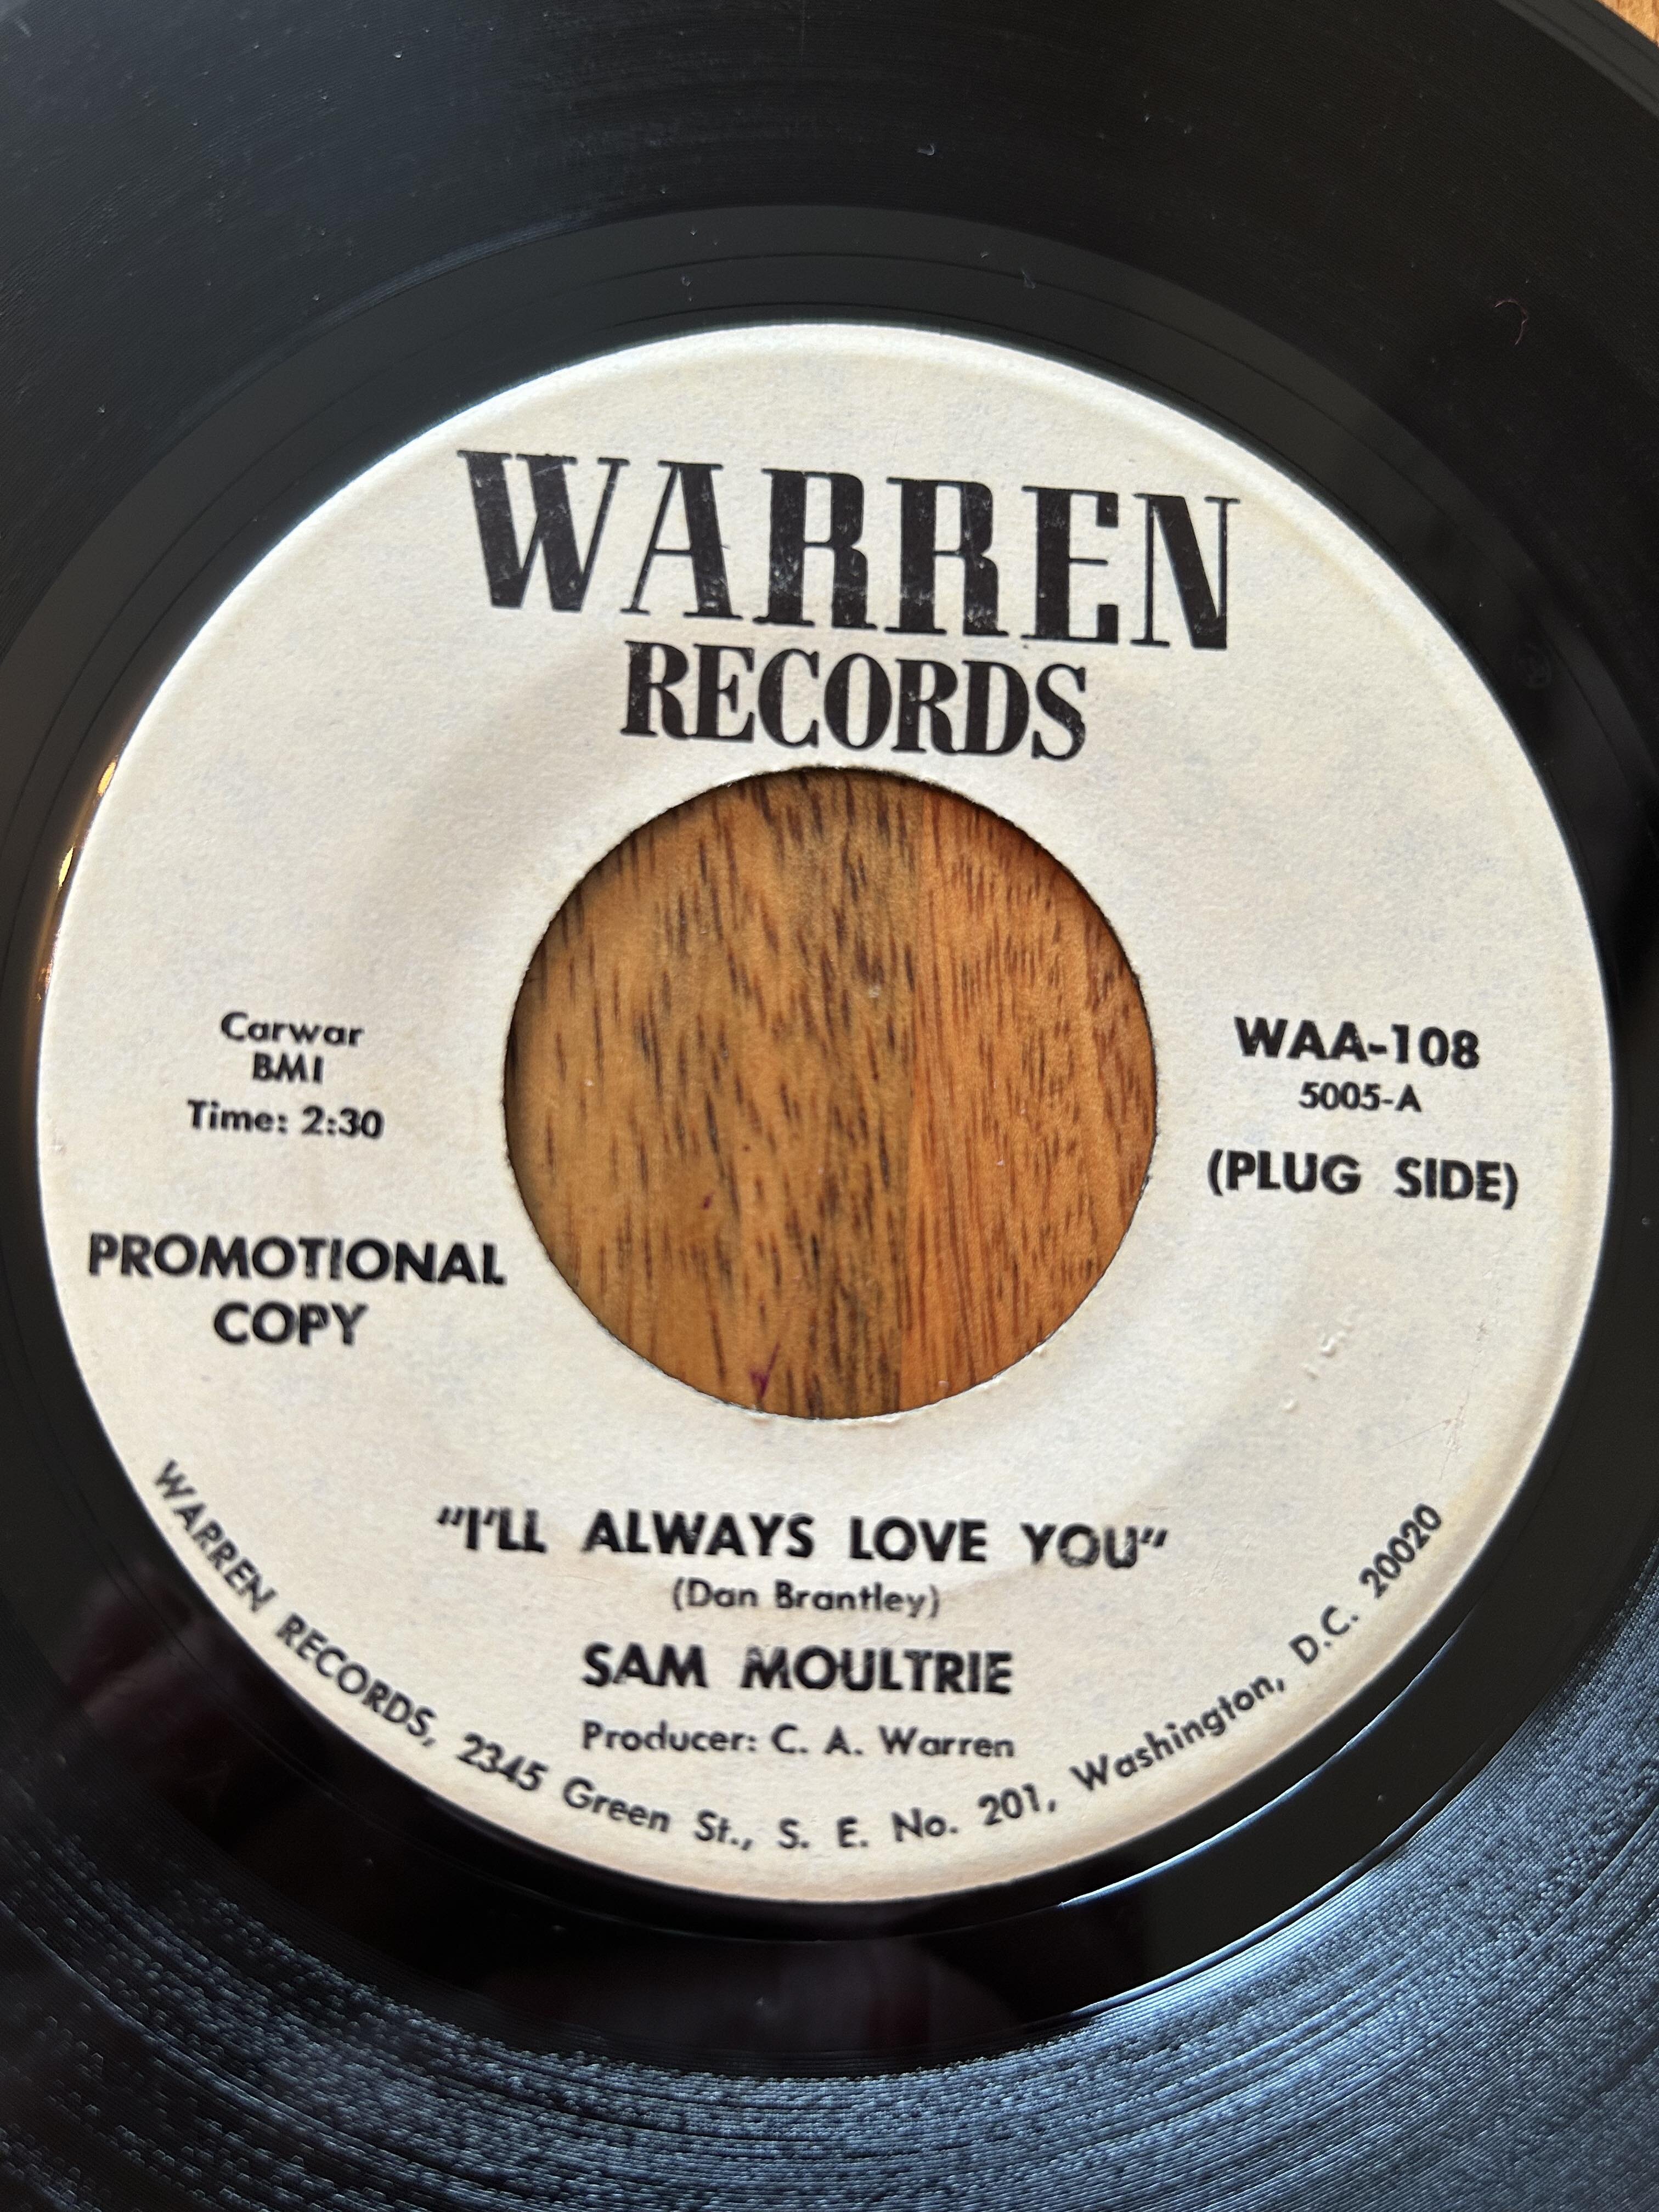 WARREN
RECORDS
Carwar
BMI
Time: 2:30
PROMOTIONAL
COPY
WAA-108
5005-A
(PLUG SIDE)
"I'LL ALWAYS LOVE YOU"
(Dan Brantley)
SAM MOULTRIE
Producer: C. A. Warren
WARREN RECORDS, 2345 Green St., S. E. No. 201, Washington, D.C. 20020